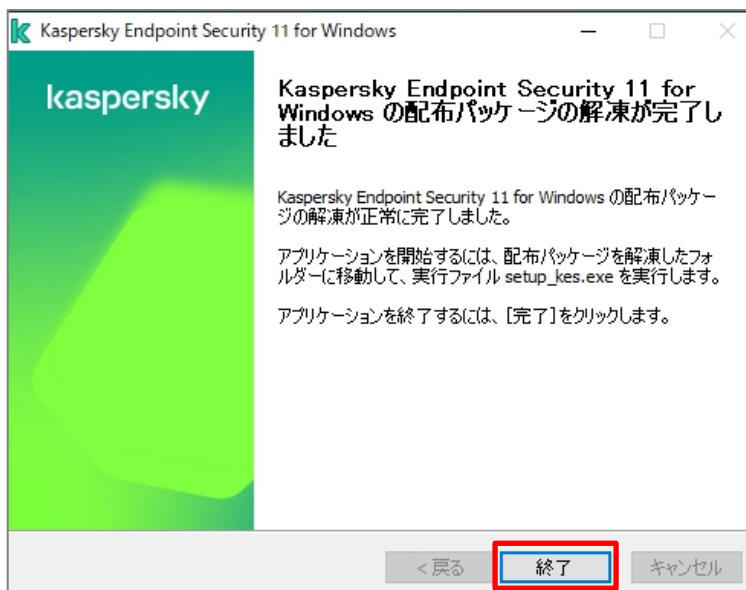 Kaspersky Endpoint Security 11 for Windows
kaspersky
Kaspersky Endpoint Security 11 for
Windows の配布パッケージの解凍が完了し
ました
Kaspersky Endpoint Security 11 for Windows の配布パッケー
ジの解凍が正常に完了しました。
アプリケーションを開始するには、配布パッケージを解凍したフォ
ルダーに移動して、実行ファイル setup_kes.exe を実行します。
アプリケーションを終了するには、[完了]をクリックします。
< 戻る
終了
キャンセル